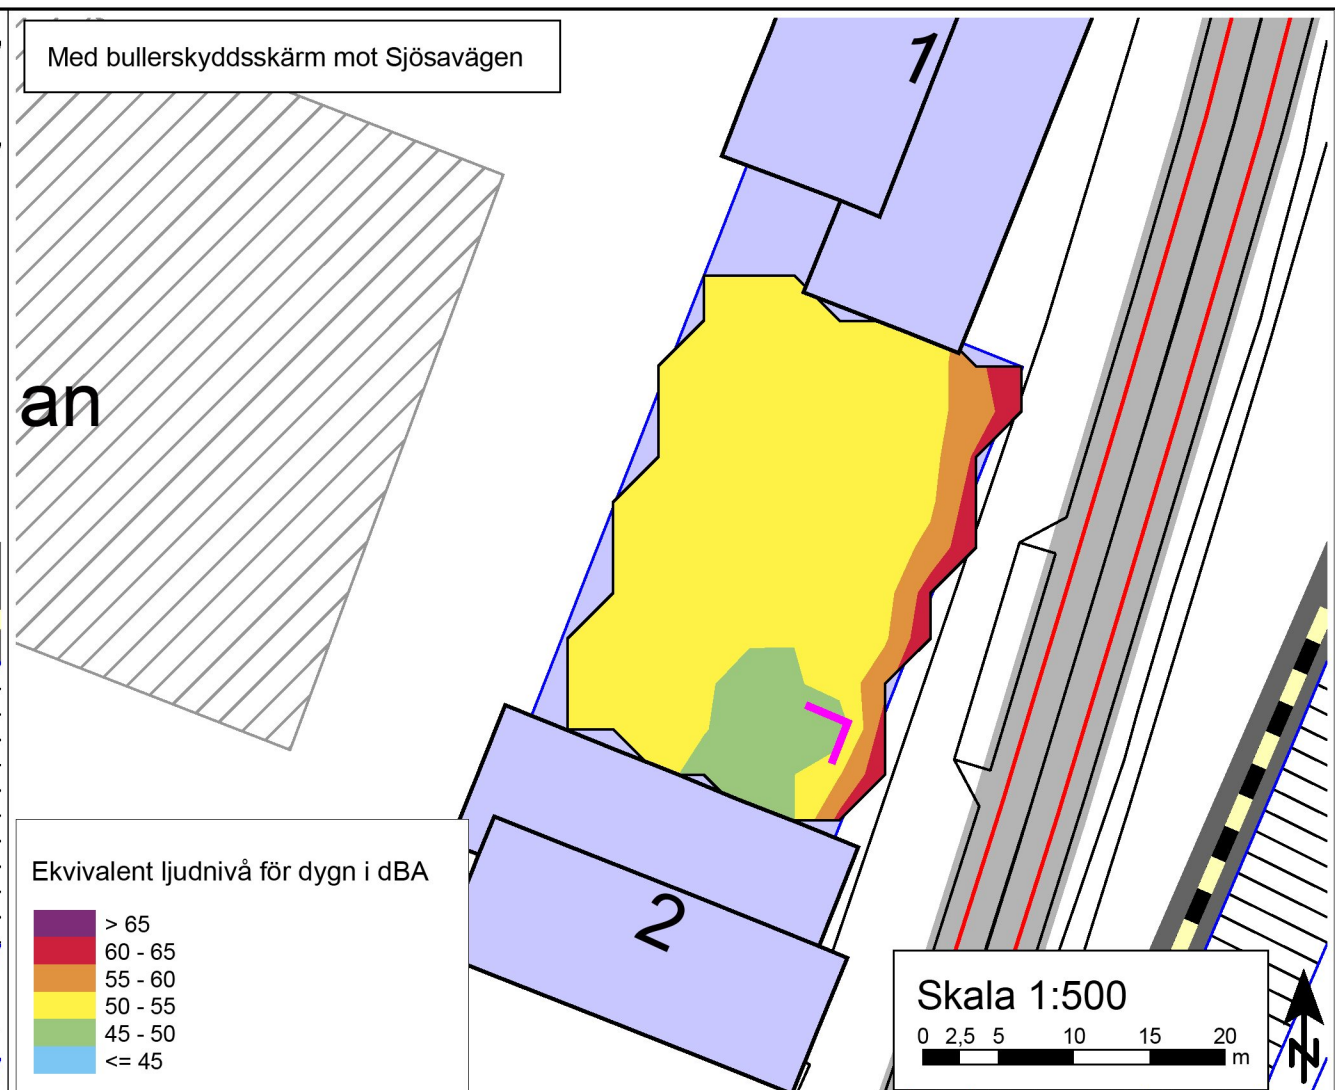 Med bullerskyddsskärm mot Sjösavägen
1
an
2
Ekvivalent ljudnivå för dygn i dBA
> 65
60 - 65
55 - 60
50 - 55
45 - 50
<= 45
Skala 1:500
0 2,5 5 10 15 20
m
N